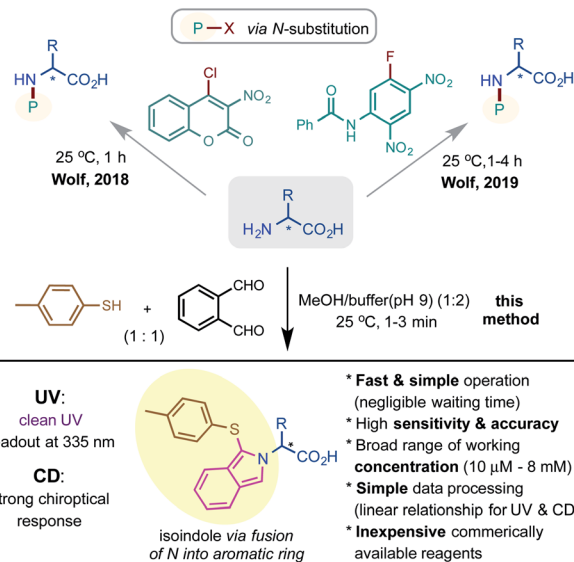 P—X via N-substitution
R
HN * CO₂H
P
Cl
NO₂
O O
F
NO₂
O
Ph N
H
NO₂
R
HN * CO₂H
P
25 ºC, 1 h
Wolf, 2018
25 ºC,1-4 h
Wolf, 2019
R
H₂N * CO₂H
SH
+
(1 : 1)
CHO
CHO
MeOH/buffer(pH 9) (1:2)
25 ºC, 1-3 min
this
method
UV:
clean UV
eadout at 335 nm
CD:
trong chiroptical
response
S
R
N * CO₂H
isoindole via fusion
of N into aromatic ring
* Fast & simple operation
(negligible waiting time)
* High sensitivity & accuracy
* Broad range of working
concentration (10 μM - 8 mM)
* Simple data processing
(linear relationship for UV & CD
* Inexpensive commerically
available reagents